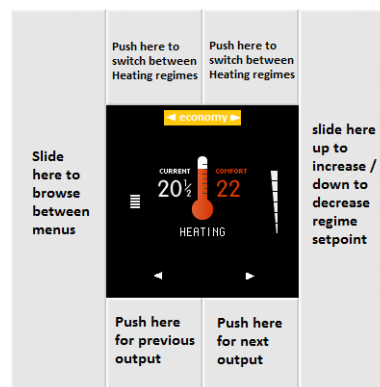 Push here to
switch between
Heating regimes
Push here to
switch between
Heating regimes
economy
Slide
here to
browse
between
menus
CURRENT
20½
COMFORT
22
HEATING
slide here
up to
increase /
down to
decrease
regime
setpoint
Push here
for previous
output
Push here
for next
output